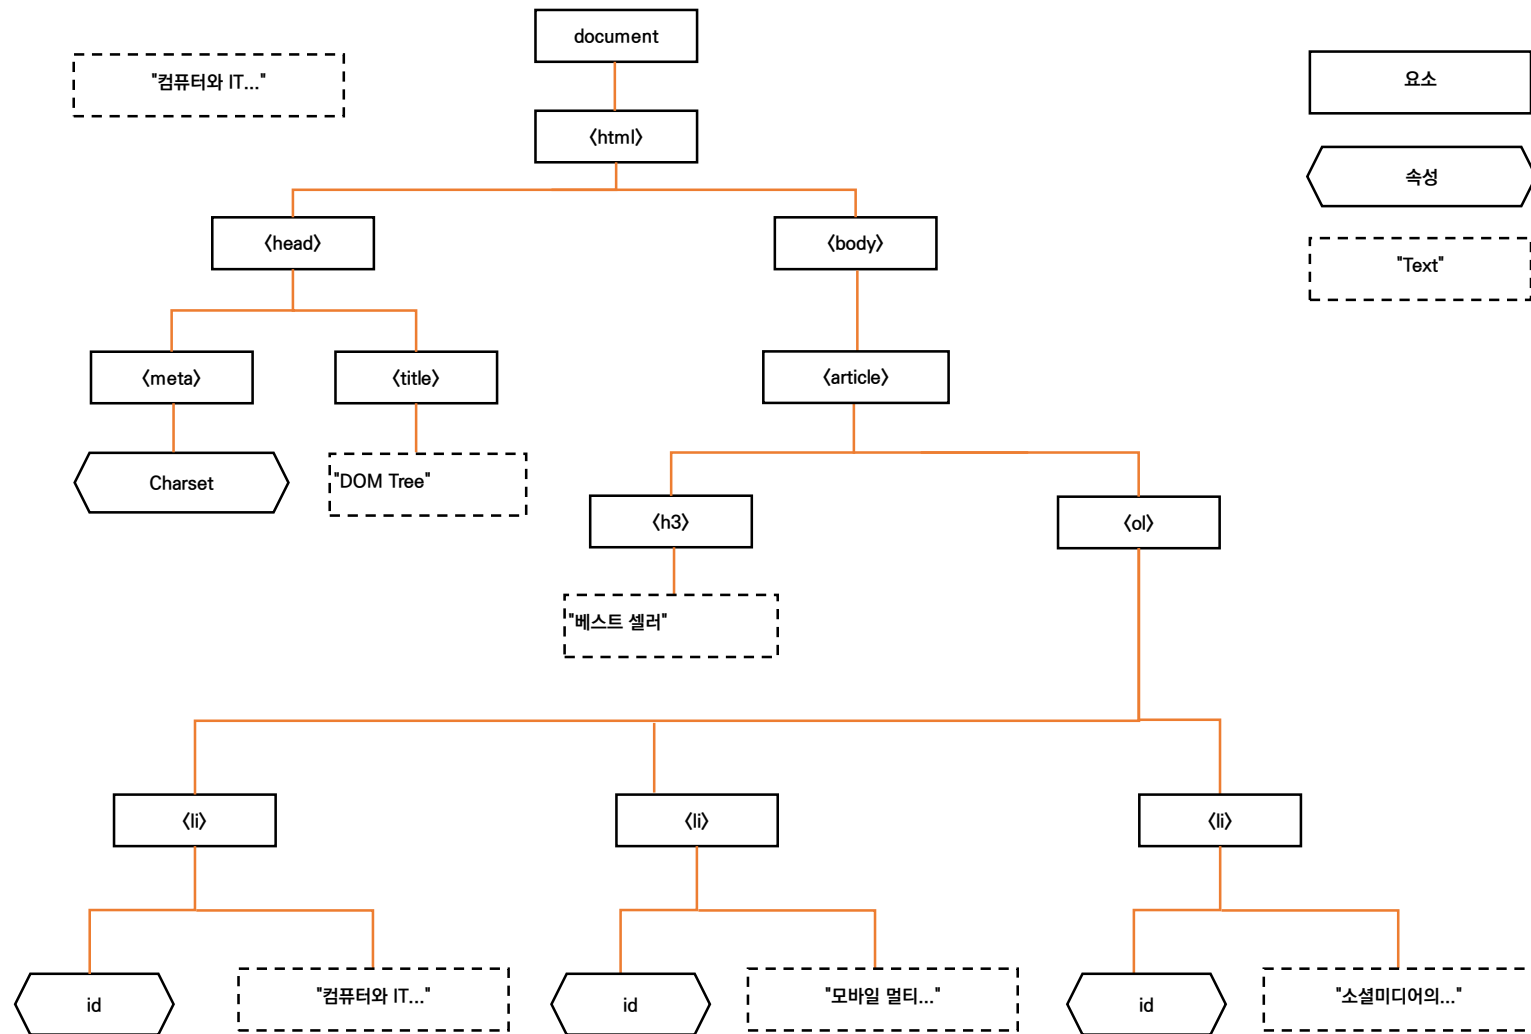 document
"컴퓨터와 IT..."
요소
<html>
속성
<head>
<body>
"Text"
<meta>
<title>
<article>
Charset
"DOM Tree"
<h3>
<ol>
"베스트 셀러"
<li>
<li>
<li>
id
"컴퓨터와 IT..."
id
"모바일 멀티..."
id
"소셜미디어의..."